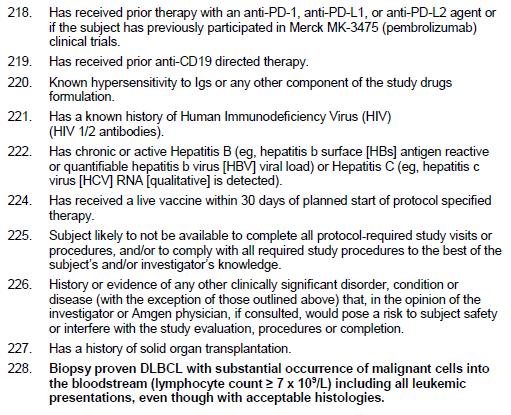 218. Has received prior therapy with an anti-PD-1, anti-PD-L1, or anti-PD-L2 agent or
if the subject has previously participated in Merck MK-3475 (pembrolizumab)
clinical trials.
219. Has received prior anti-CD19 directed therapy.
220. Known hypersensitivity to Igs or any other component of the study drugs
formulation.
221. Has a known history of Human Immunodeficiency Virus (HIV)
(HIV 1/2 antibodies).
222. Has chronic or active Hepatitis B (eg, hepatitis b surface [HBs] antigen reactive
or quantifiable hepatitis b virus [HBV] viral load) or Hepatitis C (eg, hepatitis c
virus [HCV] RNA [qualitative] is detected).
224. Has received a live vaccine within 30 days of planned start of protocol specified
therapy.
225. Subject likely to not be available to complete all protocol-required study visits or
procedures, and/or to comply with all required study procedures to the best of the
subject's and/or investigator's knowledge.
226. History or evidence of any other clinically significant disorder, condition or
disease (with the exception of those outlined above) that, in the opinion of the
investigator or Amgen physician, if consulted, would pose a risk to subject safety
or interfere with the study evaluation, procedures or completion.
227. Has a history of solid organ transplantation.
228. Biopsy proven DLBCL with substantial occurrence of malignant cells into
the bloodstream (lymphocyte count ≥ 7 x 10⁹/L) including all leukemic
presentations, even though with acceptable histologies.